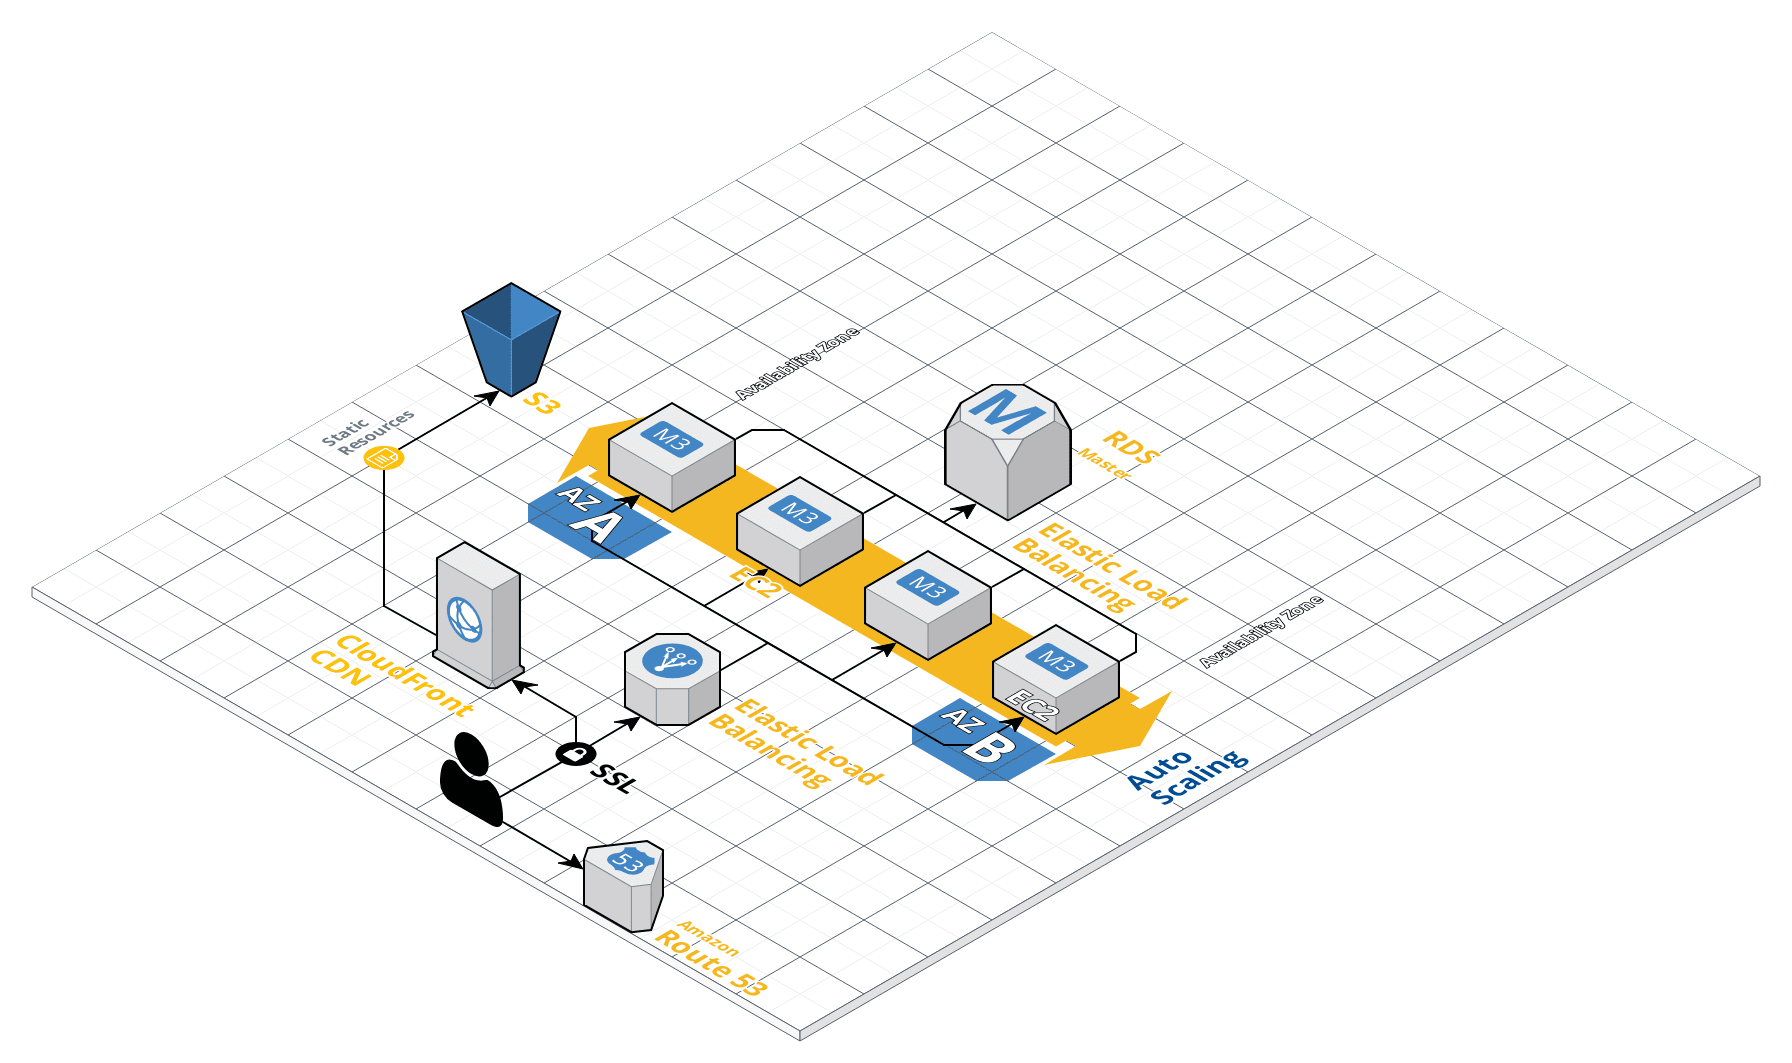 Availability Zone
S3
Static
Resources
M3
M
RDS
Master
AZ
A
M3
EC2
Elastic Load
Balancing
M3
Availability Zone
M3
EC2
AZ
B
Auto
Scaling
CloudFront
CDN
Elastic Load
Balancing
SSL
53
Amazon
Route 53